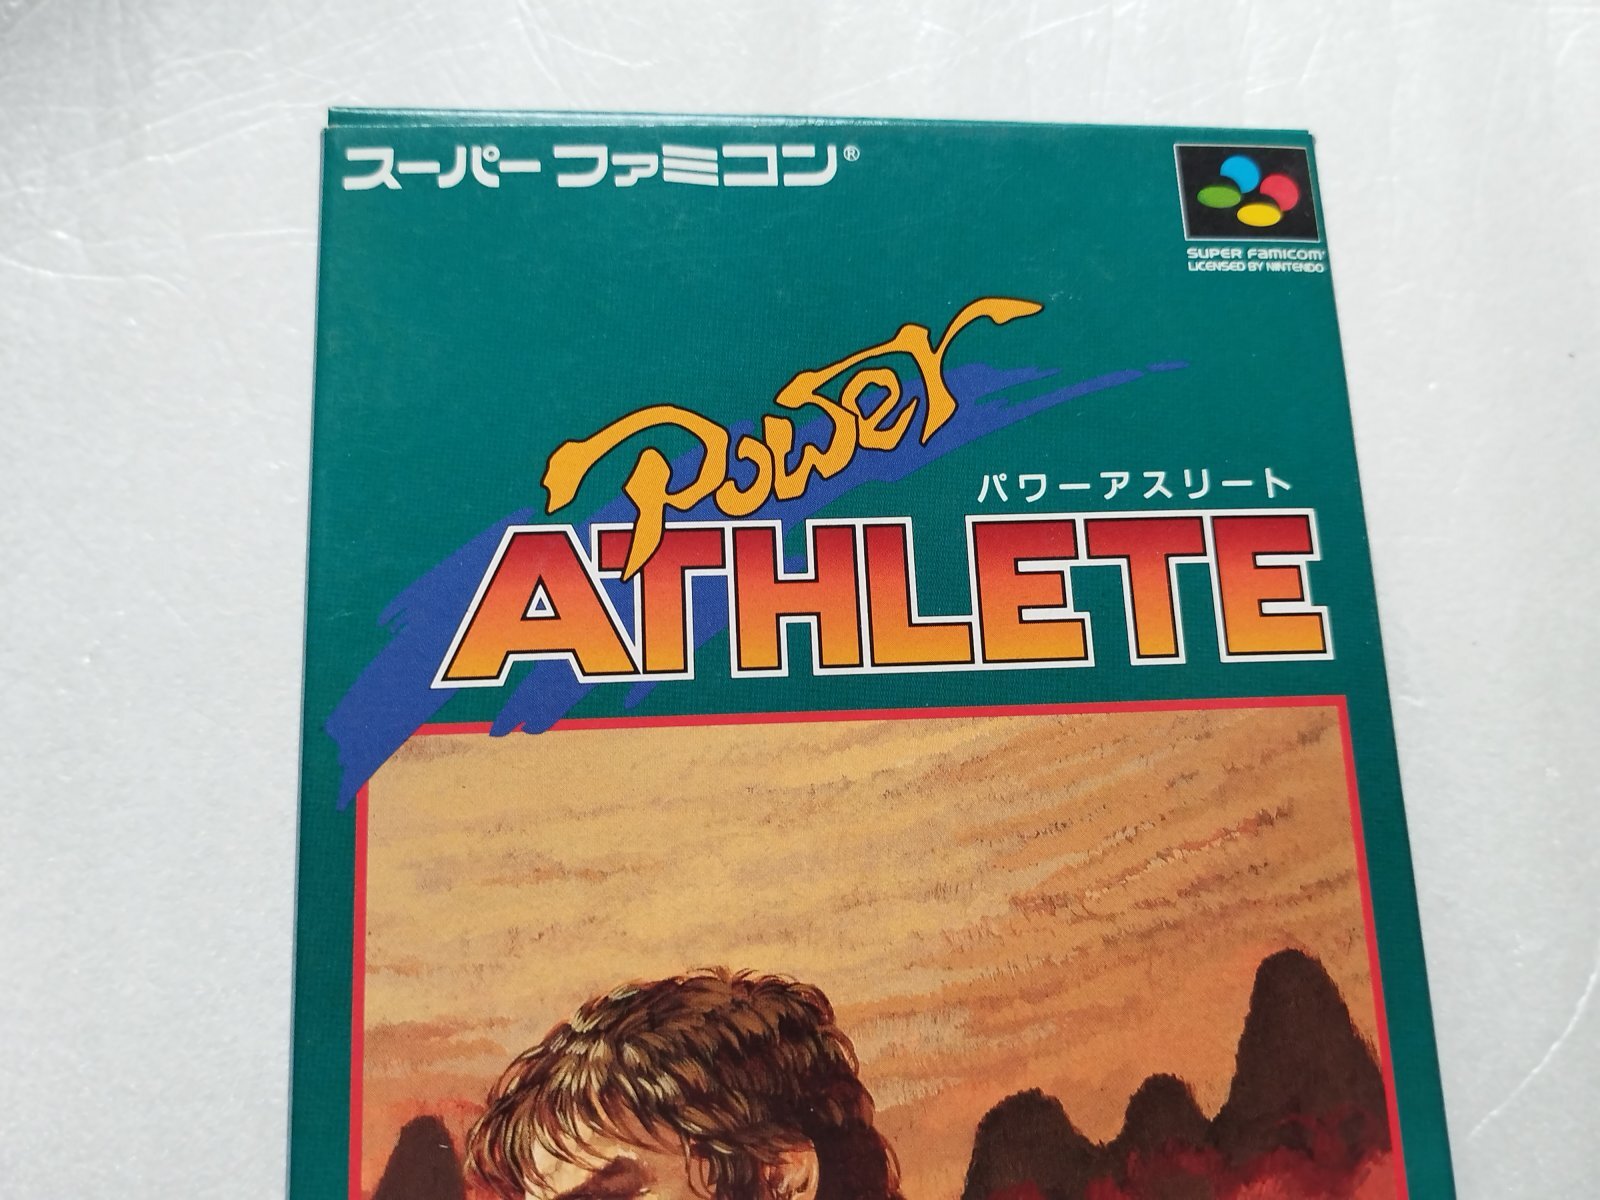 スーパーファミコン®
SUPER FAMICOM
LICENSED BY NINTENDO
Power
パワーアスリート
ATHLETE